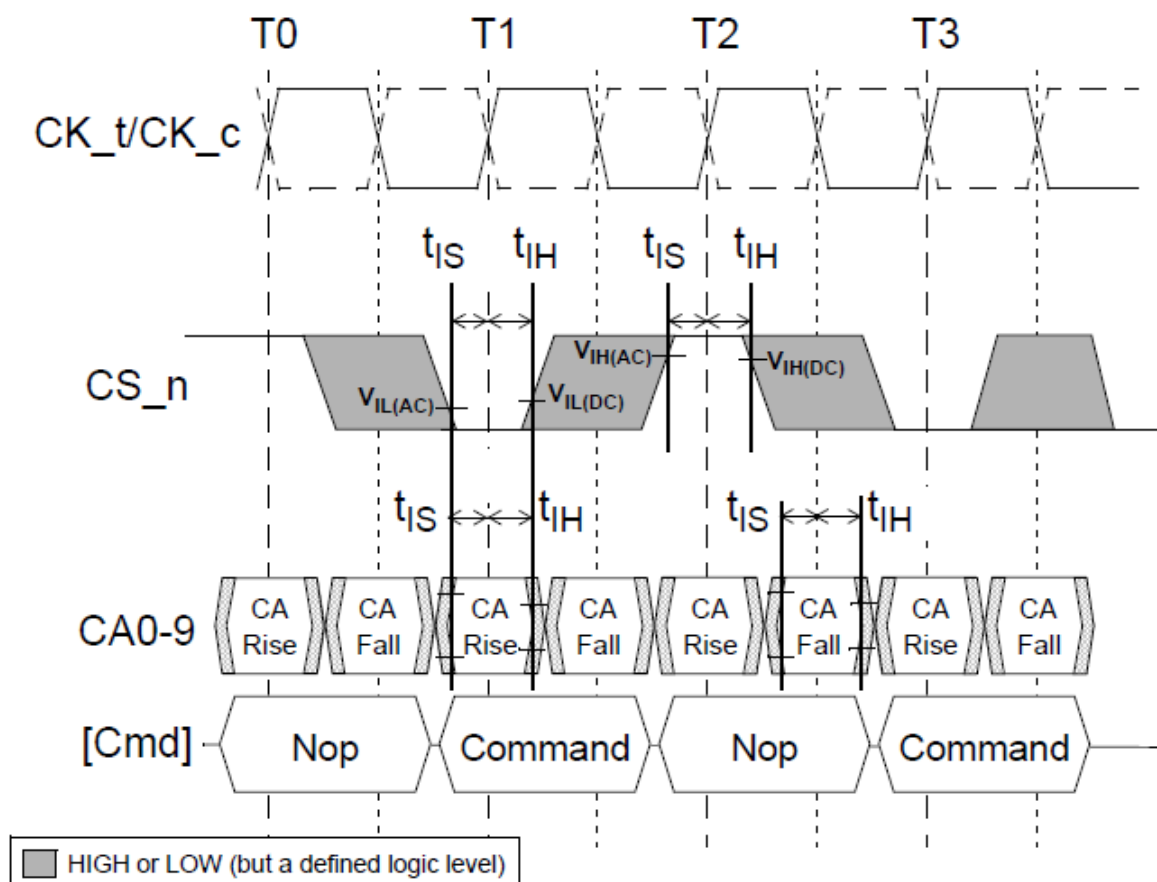 T0 T1 T2 T3
CK_t/CK_c
tIS tIH tIS tIH
VIH(AC) VIH(DC)
CS_n
VIL(AC) VIL(DC)
tIS tIH tIS tIH
CA0-9
CA Rise
CA Fall
CA Rise
CA Fall
CA Rise
CA Fall
CA Rise
CA Fall
[Cmd] Nop Command Nop Command
HIGH or LOW (but a defined logic level)